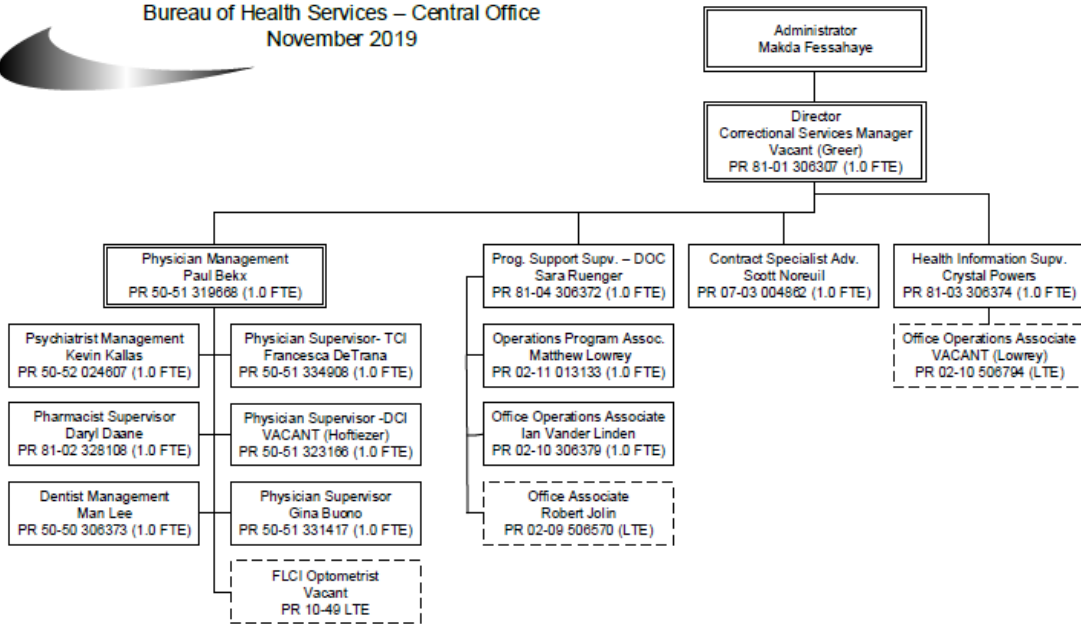 Bureau of Health Services – Central Office
November 2019
Administrator
Makda Fessahaye
Director
Correctional Services Manager
Vacant (Greer)
PR 81-01 306307 (1.0 FTE)
Physician Management
Paul Bekx
PR 50-51 319668 (1.0 FTE)
Prog. Support Supv. – DOC
Sara Ruenger
PR 81-04 306372 (1.0 FTE)
Contract Specialist Adv.
Scott Noreuil
PR 07-03 004862 (1.0 FTE)
Health Information Supv.
Crystal Powers
PR 81-03 306374 (1.0 FTE)
Psychiatrist Management
Kevin Kallas
PR 50-52 024607 (1.0 FTE)
Physician Supervisor- TCI
Francesca DeTrana
PR 50-51 334908 (1.0 FTE)
Operations Program Assoc.
Matthew Lowrey
PR 02-11 013133 (1.0 FTE)
Office Operations Associate
VACANT (Lowrey)
PR 02-10 506794 (LTE)
Pharmacist Supervisor
Daryl Daane
PR 81-02 328108 (1.0 FTE)
Physician Supervisor -DCI
VACANT (Hoftiezer)
PR 50-51 323166 (1.0 FTE)
Office Operations Associate
Ian Vander Linden
PR 02-10 306379 (1.0 FTE)
Dentist Management
Man Lee
PR 50-50 306373 (1.0 FTE)
Physician Supervisor
Gina Buono
PR 50-51 331417 (1.0 FTE)
Office Associate
Robert Jolin
PR 02-09 506570 (LTE)
FLCI Optometrist
Vacant
PR 10-49 LTE